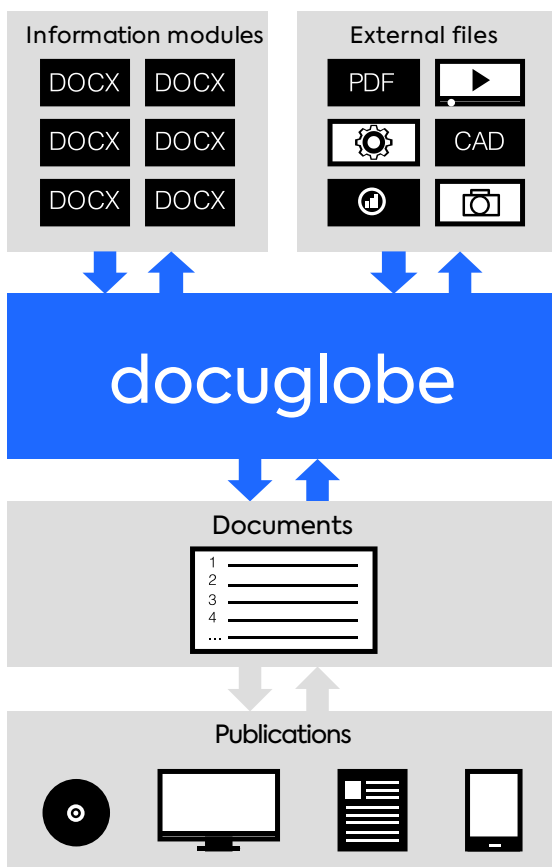 Information modules
External files
DOCX DOCX
PDF
DOCX DOCX
CAD
DOCX DOCX
docuglobe
Documents
1
2
3
4
...
Publications